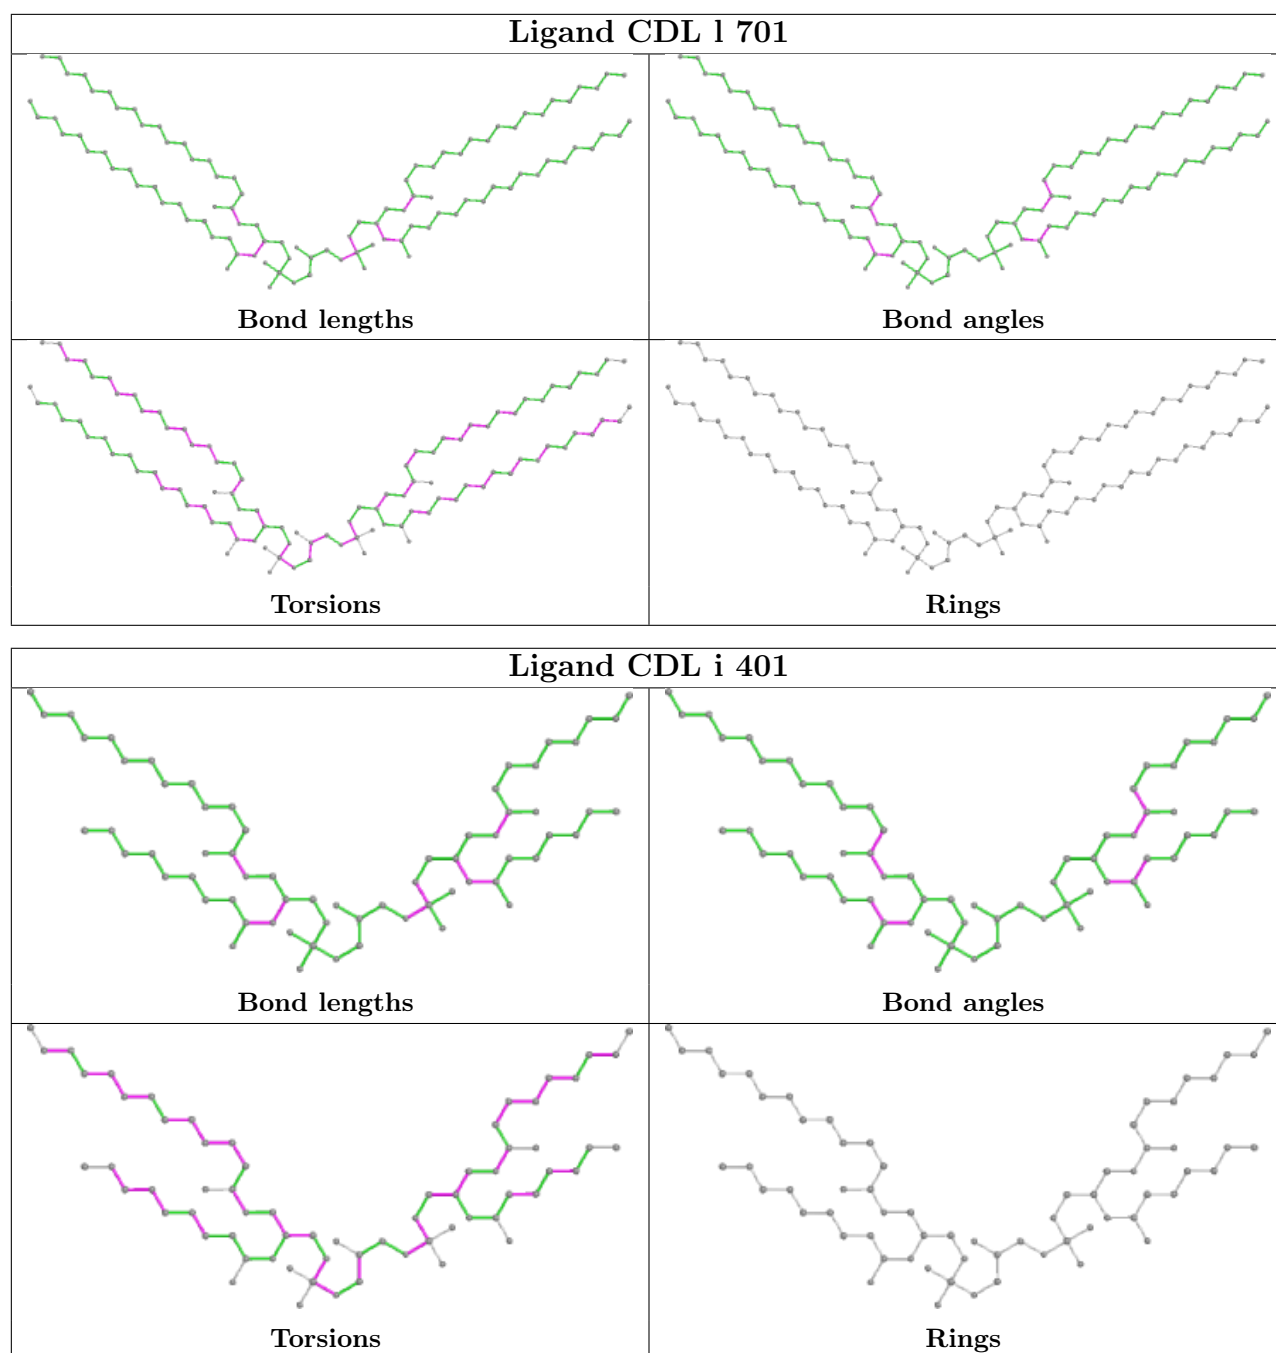 Ligand CDL l 701
Bond lengths
Bond angles
Torsions
Rings
Ligand CDL i 401
Bond lengths
Bond angles
Torsions
Rings